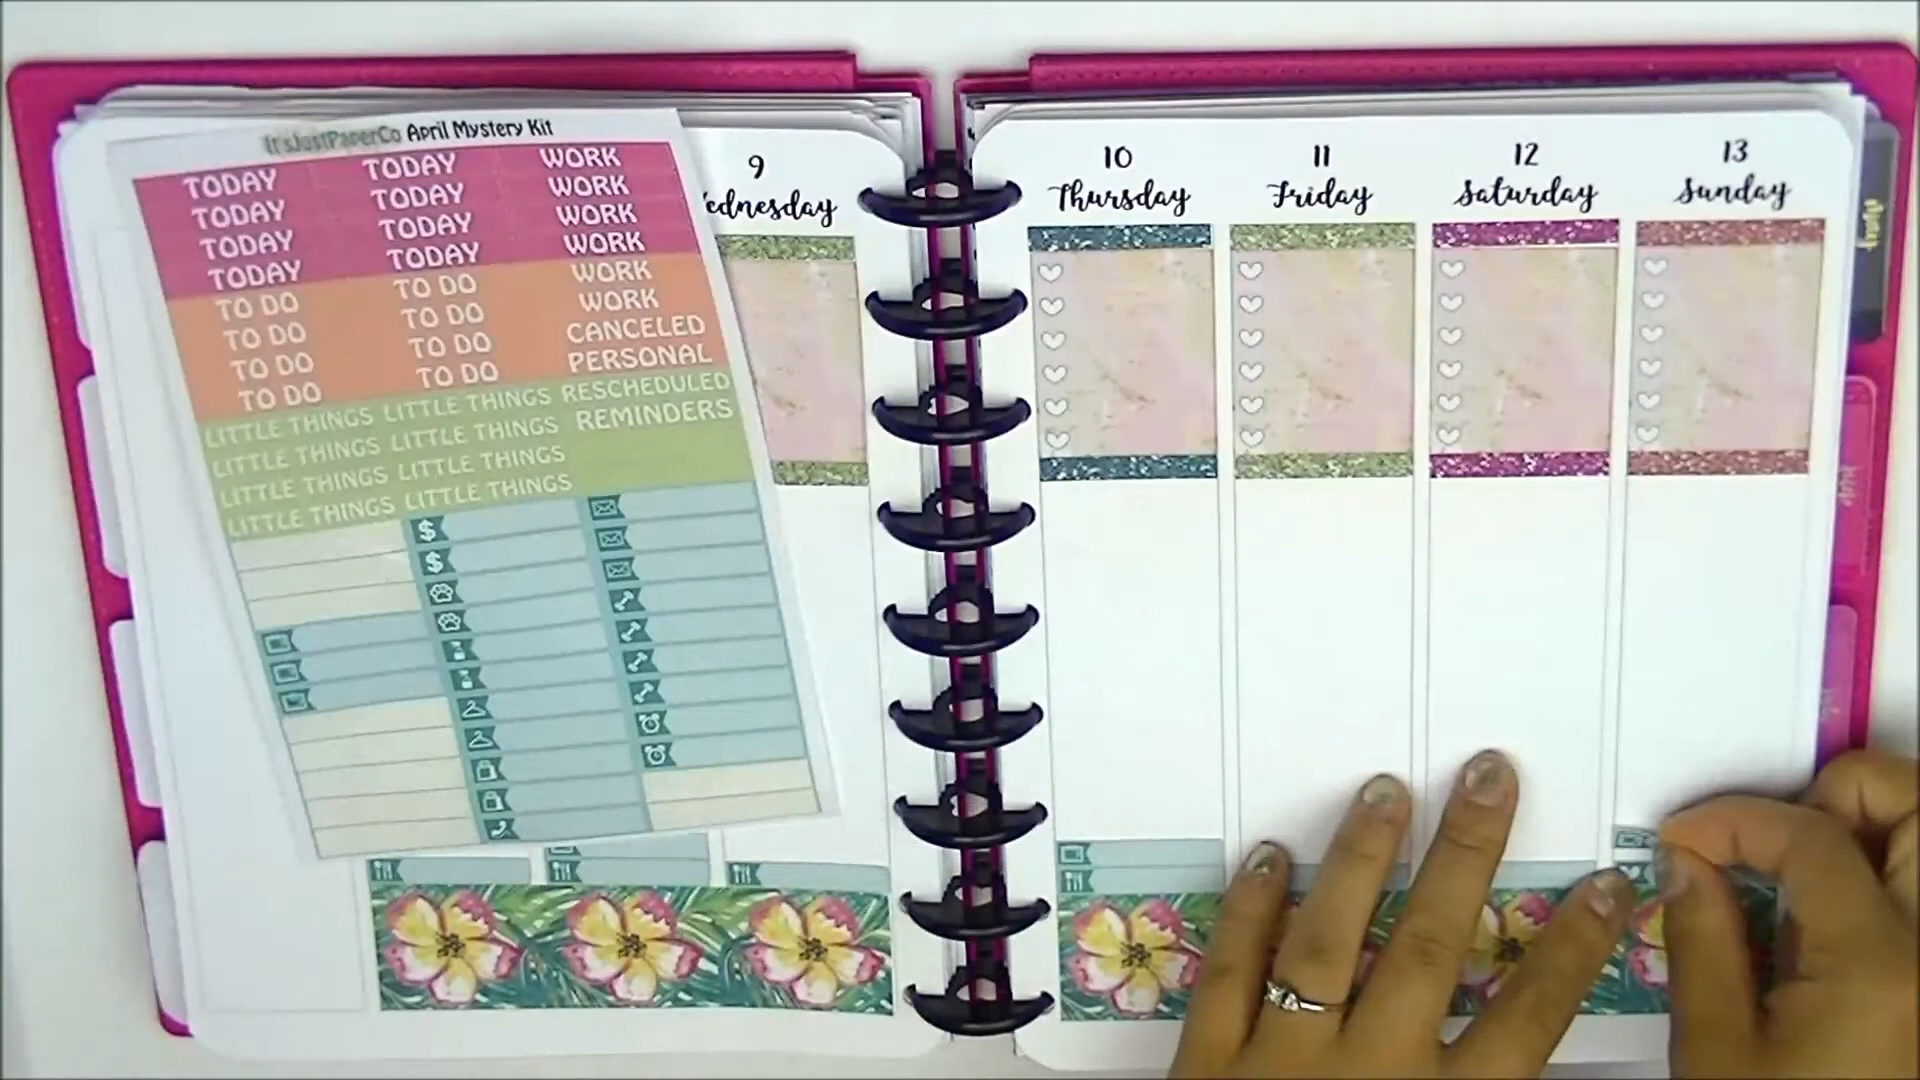 It'sJustPaperCo April Mystery Kit
TODAY TODAY WORK
TODAY TODAY WORK
TODAY TODAY WORK
TODAY TODAY WORK
TO DO TO DO WORK
TO DO TO DO WORK
TO DO TO DO CANCELED
TO DO TO DO PERSONAL
LITTLE THINGS LITTLE THINGS RESCHEDULED
LITTLE THINGS LITTLE THINGS REMINDERS
LITTLE THINGS LITTLE THINGS
LITTLE THINGS LITTLE THINGS
$
$
9
ednesday
10
Thursday
11
Friday
12
Saturday
13
Sunday